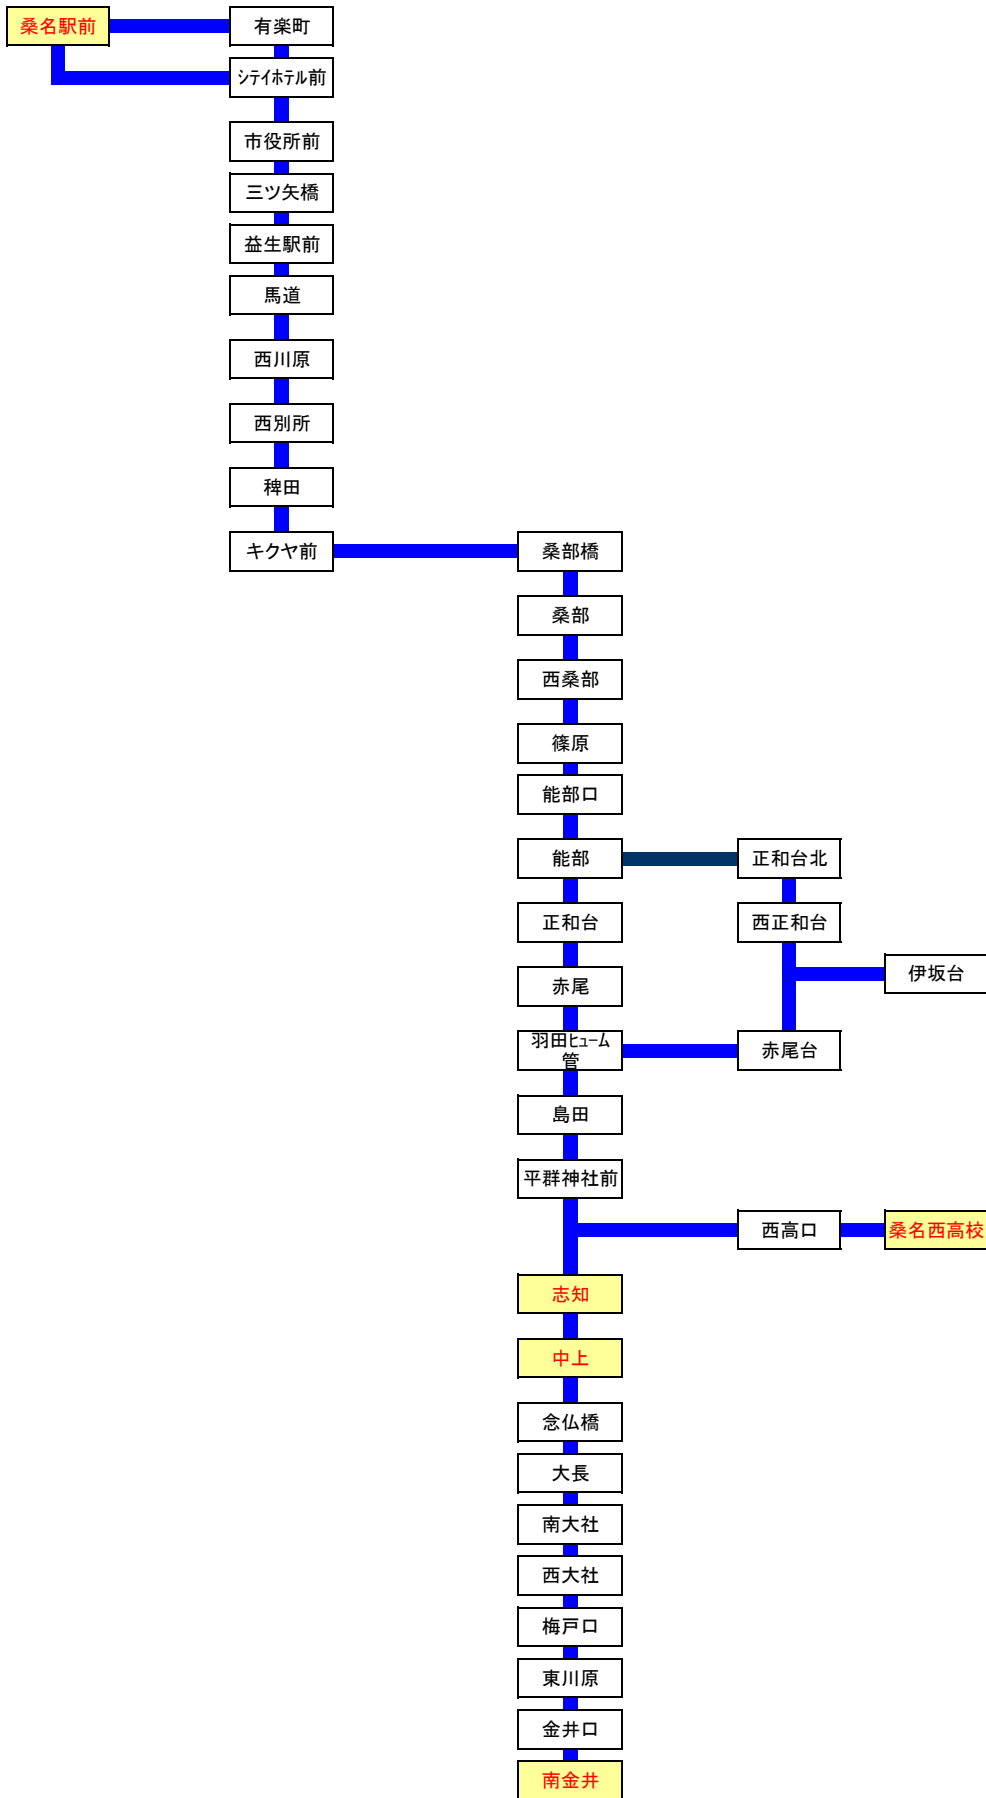 桑名駅前
有楽町
ｼﾃｲﾎﾃﾙ前
市役所前
三ツ矢橋
益生駅前
馬道
西川原
西別所
稗田
キクヤ前
桑部橋
桑部
西桑部
篠原
能部口
能部
正和台北
正和台
西正和台
赤尾
伊坂台
羽田ﾋｭｰﾑ
管
赤尾台
島田
平群神社前
西高口
桑名西高校
志知
中上
念仏橋
大長
南大社
西大社
梅戸口
東川原
金井口
南金井